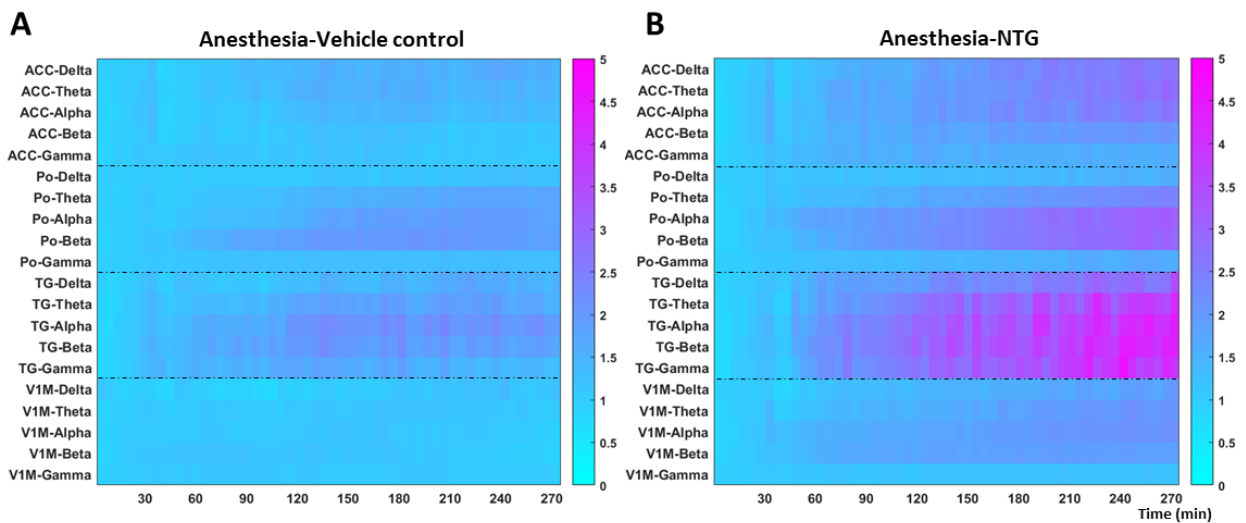 A
Anesthesia-Vehicle control
ACC-Delta
ACC-Theta
ACC-Alpha
ACC-Beta
ACC-Gamma
Po-Delta
Po-Theta
Po-Alpha
Po-Beta
Po-Gamma
TG-Delta
TG-Theta
TG-Alpha
TG-Beta
TG-Gamma
V1M-Delta
V1M-Theta
V1M-Alpha
V1M-Beta
V1M-Gamma
30 60 90 120 150 180 210 240 270
5
4.5
4
3.5
3
2.5
2
1.5
1
0.5
0
B
Anesthesia-NTG
ACC-Delta
ACC-Theta
ACC-Alpha
ACC-Beta
ACC-Gamma
Po-Delta
Po-Theta
Po-Alpha
Po-Beta
Po-Gamma
TG-Delta
TG-Theta
TG-Alpha
TG-Beta
TG-Gamma
V1M-Delta
V1M-Theta
V1M-Alpha
V1M-Beta
V1M-Gamma
30 60 90 120 150 180 210 240 270
Time (min)
5
4.5
4
3.5
3
2.5
2
1.5
1
0.5
0